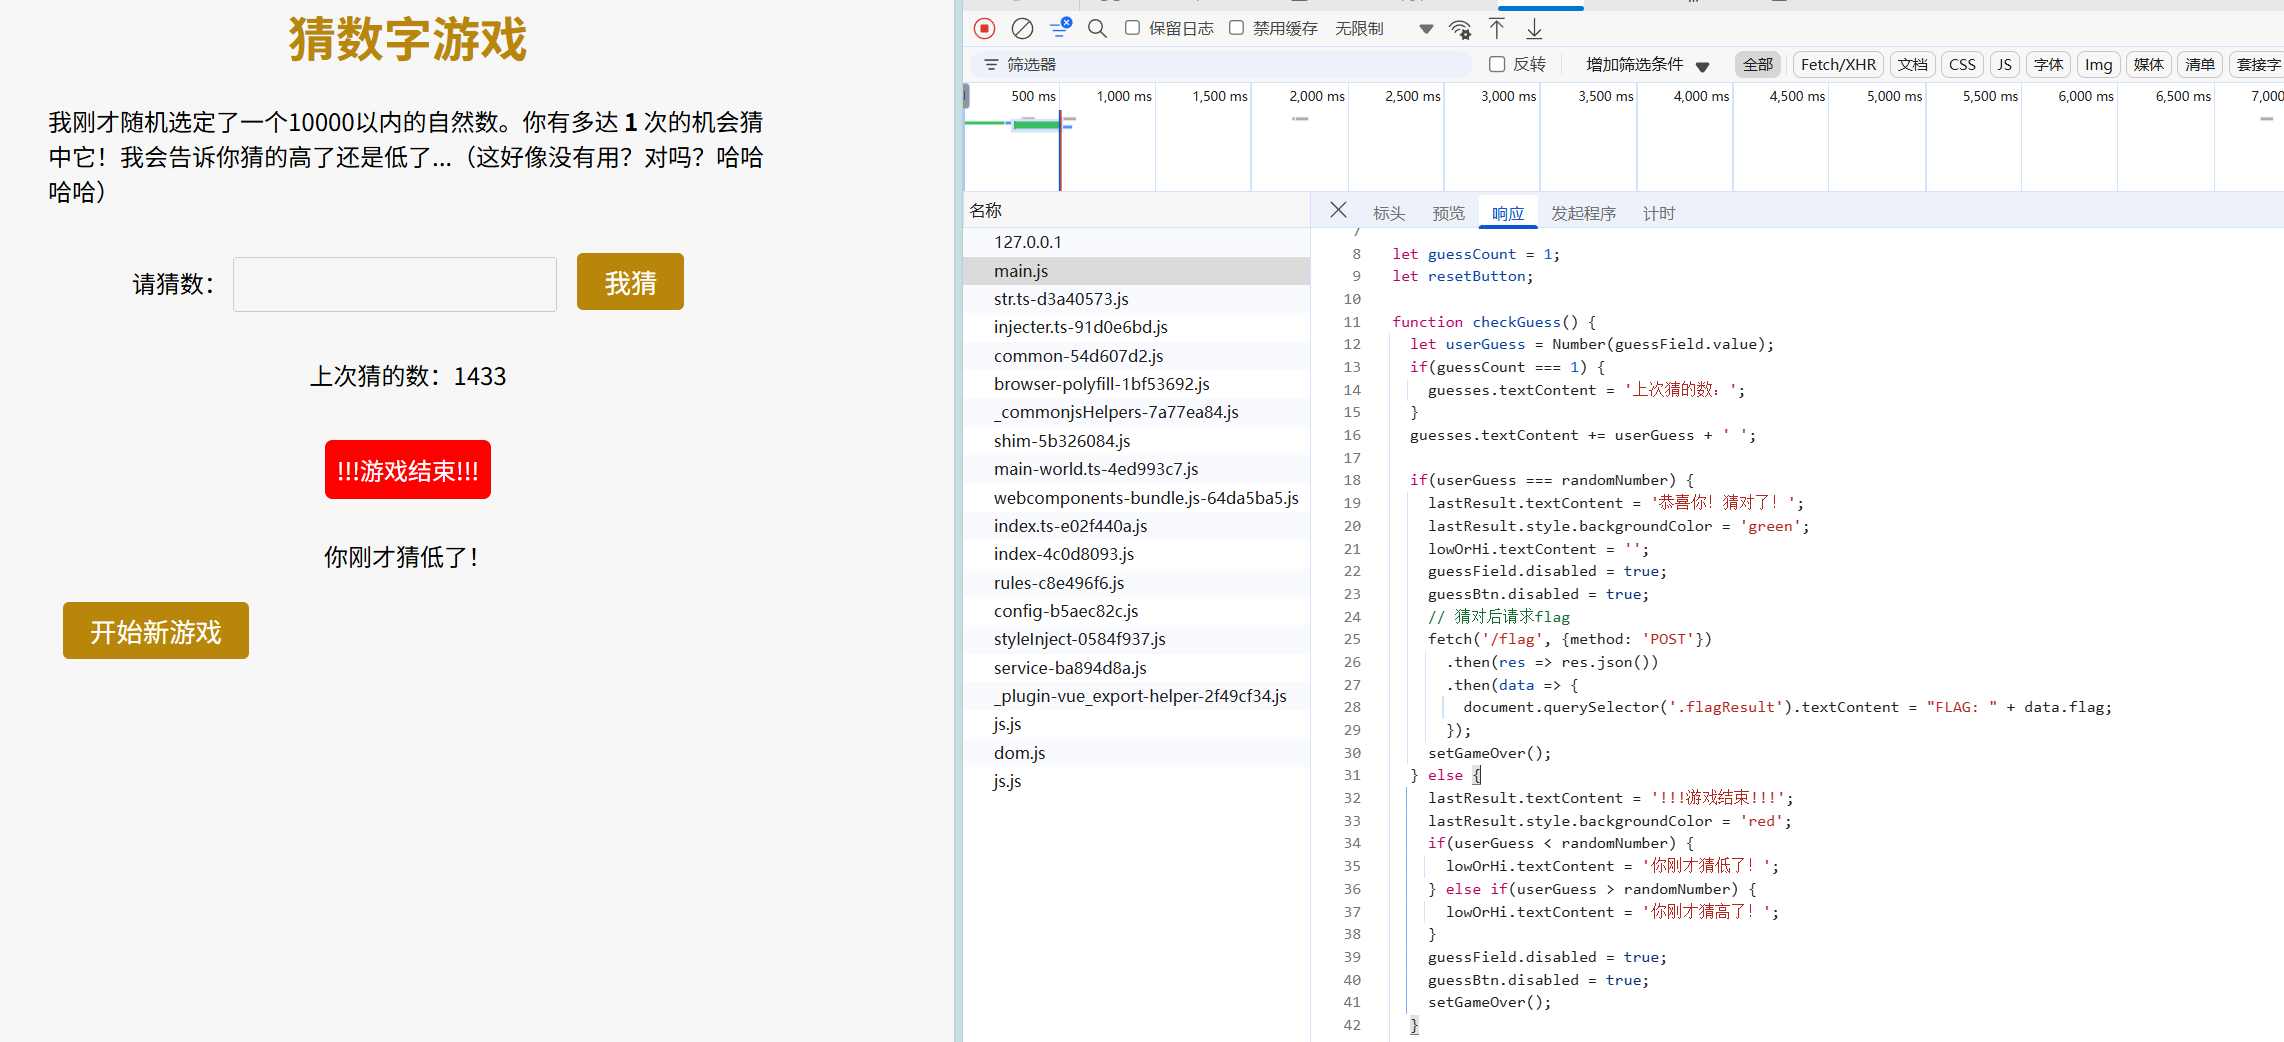 猜数字游戏
我刚才随机选定了一个10000以内的自然数。你有多达 1 次的机会猜
中它！我会告诉你猜的高了还是低了...（这好像没有用？对吗？哈哈
哈哈）
请猜数：
我猜
上次猜的数：1433
!!!游戏结束!!!
你刚才猜低了！
开始新游戏
保留日志 禁用缓存 无限制
筛选器 反转 增加筛选条件 全部 Fetch/XHR 文档 CSS JS 字体 Img 媒体 清单 套接字
500 ms 1,000 ms 1,500 ms 2,000 ms 2,500 ms 3,000 ms 3,500 ms 4,000 ms 4,500 ms 5,000 ms 5,500 ms 6,000 ms 6,500 ms 7,000
名称
127.0.0.1
main.js
str.ts-d3a40573.js
injecter.ts-91d0e6bd.js
common-54d607d2.js
browser-polyfill-1bf53692.js
_commonjsHelpers-7a77ea84.js
shim-5b326084.js
main-world.ts-4ed993c7.js
webcomponents-bundle.js-64da5ba5.js
index.ts-e02f440a.js
index-4c0d8093.js
rules-c8e496f6.js
config-b5aec82c.js
styleInject-0584f937.js
service-ba894d8a.js
_plugin-vue_export-helper-2f49cf34.js
js.js
dom.js
js.js
标头 预览 响应 发起程序 计时
7
8 let guessCount = 1;
9 let resetButton;
10
11 function checkGuess() {
12 let userGuess = Number(guessField.value);
13 if(guessCount === 1) {
14 guesses.textContent = '上次猜的数：';
15 }
16 guesses.textContent += userGuess + ' ';
17
18 if(userGuess === randomNumber) {
19 lastResult.textContent = '恭喜你！猜对了！';
20 lastResult.style.backgroundColor = 'green';
21 lowOrHi.textContent = '';
22 guessField.disabled = true;
23 guessBtn.disabled = true;
24 // 猜对后请求flag
25 fetch('/flag', {method: 'POST'})
26 .then(res => res.json())
27 .then(data => {
28 document.querySelector('.flagResult').textContent = "FLAG: " + data.flag;
29 });
30 setGameOver();
31 } else {
32 lastResult.textContent = '!!!游戏结束!!!';
33 lastResult.style.backgroundColor = 'red';
34 if(userGuess < randomNumber) {
35 lowOrHi.textContent = '你刚才猜低了！';
36 } else if(userGuess > randomNumber) {
37 lowOrHi.textContent = '你刚才猜高了！';
38 }
39 guessField.disabled = true;
40 guessBtn.disabled = true;
41 setGameOver();
42 }